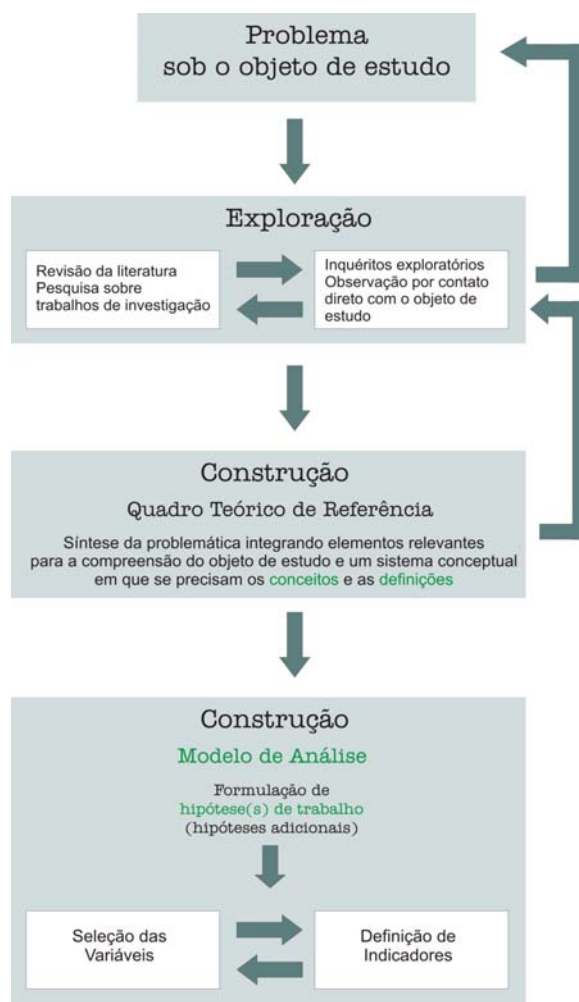 Problema
sob o objeto de estudo
Exploração
Revisão da literatura
Pesquisa sobre
trabalhos de investigação
Inquéritos exploratórios
Observação por contato
direto com o objeto de
estudo
Construção
Quadro Teórico de Referência
Síntese da problemática integrando elementos relevantes
para a compreensão do objeto de estudo e um sistema conceptual
em que se precisam os conceitos e as definições
Construção
Modelo de Análise
Formulação de
hipótese(s) de trabalho
(hipóteses adicionais)
Seleção das
Variáveis
Definição de
Indicadores